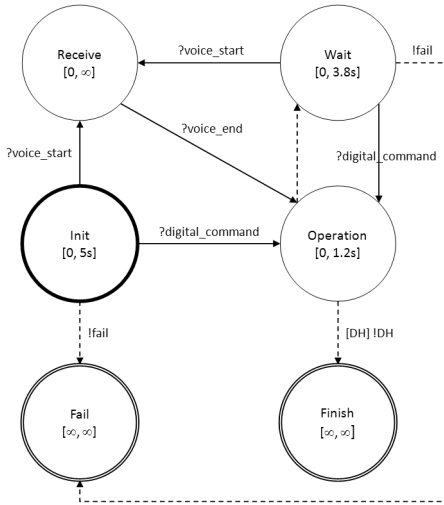 Receive
[0, ∞]
?voice_start
Wait
[0, 3.8s]
!fail
?voice_end
?voice_start
?digital_command
Init
[0, 5s]
?digital_command
Operation
[0, 1.2s]
!fail
[DH] !DH
Fail
[∞, ∞]
Finish
[∞, ∞]